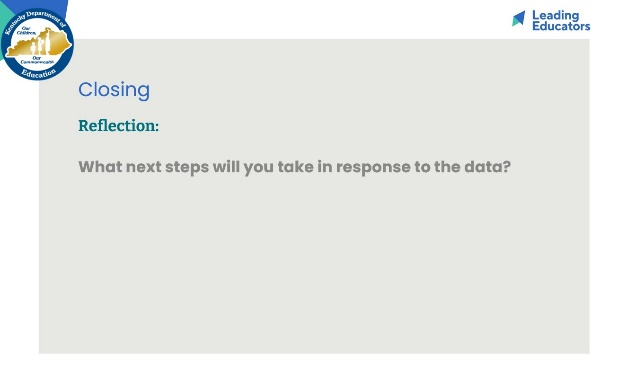 Kentucky Department of
Our
Children,
Our
Commonwealth
Education
Leading
Educators
Closing
Reflection:
What next steps will you take in response to the data?